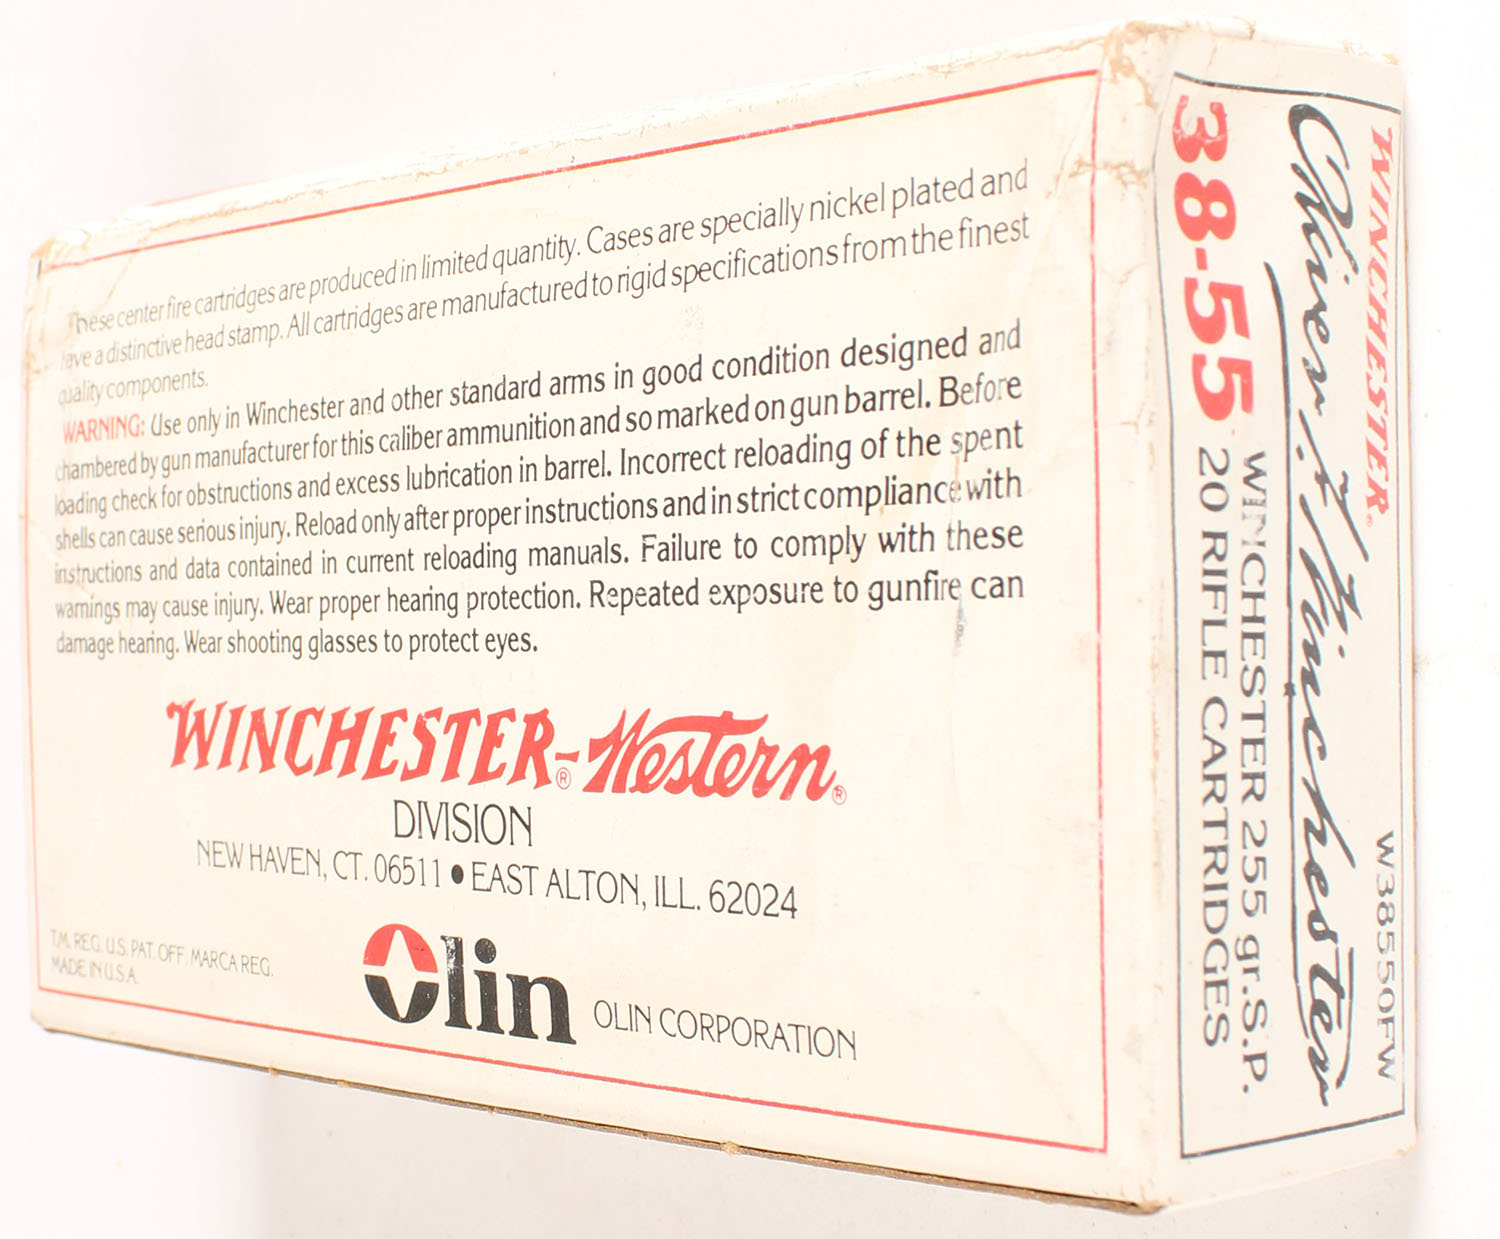 These center fire cartridges are produced in limited quantity. Cases are specially nickel plated and
have a distinctive head stamp. All cartridges are manufactured to rigid specifications from the finest
quality components.
WARNING: Use only in Winchester and other standard arms in good condition designed and
chambered by gun manufacturer for this caliber ammunition and so marked on gun barrel. Before
loading check for obstructions and excess lubrication in barrel. Incorrect reloading of the spent
shells can cause serious injury. Reload only after proper instructions and in strict compliance with
instructions and data contained in current reloading manuals. Failure to comply with these
warnings may cause injury. Wear proper hearing protection. Repeated exposure to gunfire can
damage hearing. Wear shooting glasses to protect eyes.
WINCHESTER®-Western®
DIVISION
NEW HAVEN, CT. 06511 • EAST ALTON, ILL. 62024
T.M. REG. U.S. PAT. OFF. MARCA REG.
MADE IN U.S.A.
Olin OLIN CORPORATION
WINCHESTER® W38550FW
Oliver F. Winchester
38-55 WINCHESTER 255 gr. S.P.
20 RIFLE CARTRIDGES